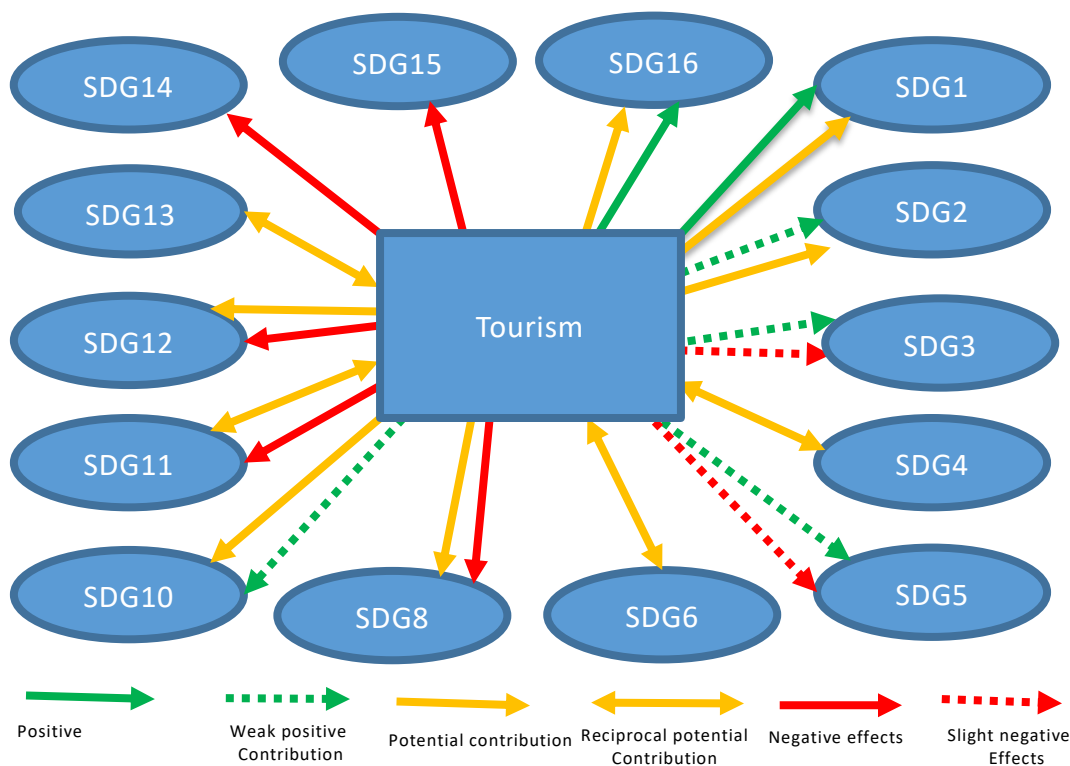 SDG14
SDG15
SDG16
SDG1
SDG13
SDG2
Tourism
SDG12
SDG3
SDG11
SDG4
SDG10
SDG8
SDG6
SDG5
Positive
Weak positive
Contribution
Potential contribution
Reciprocal potential
Contribution
Negative effects
Slight negative
Effects